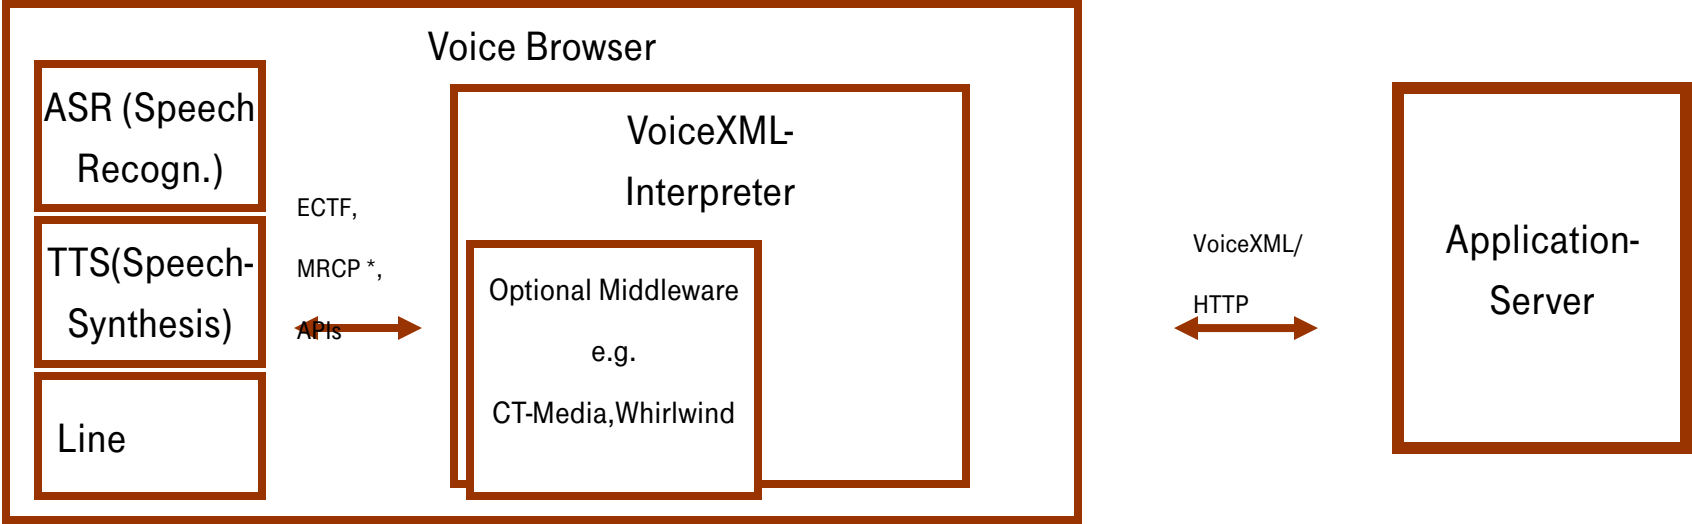 Voice Browser
ASR (Speech
Recogn.)
TTS(Speech-
Synthesis)
Line
ECTF,
MRCP *,
APIs
VoiceXML-
Interpreter
Optional Middleware
e.g.
CT-Media,Whirlwind
VoiceXML/
HTTP
Application-
Server